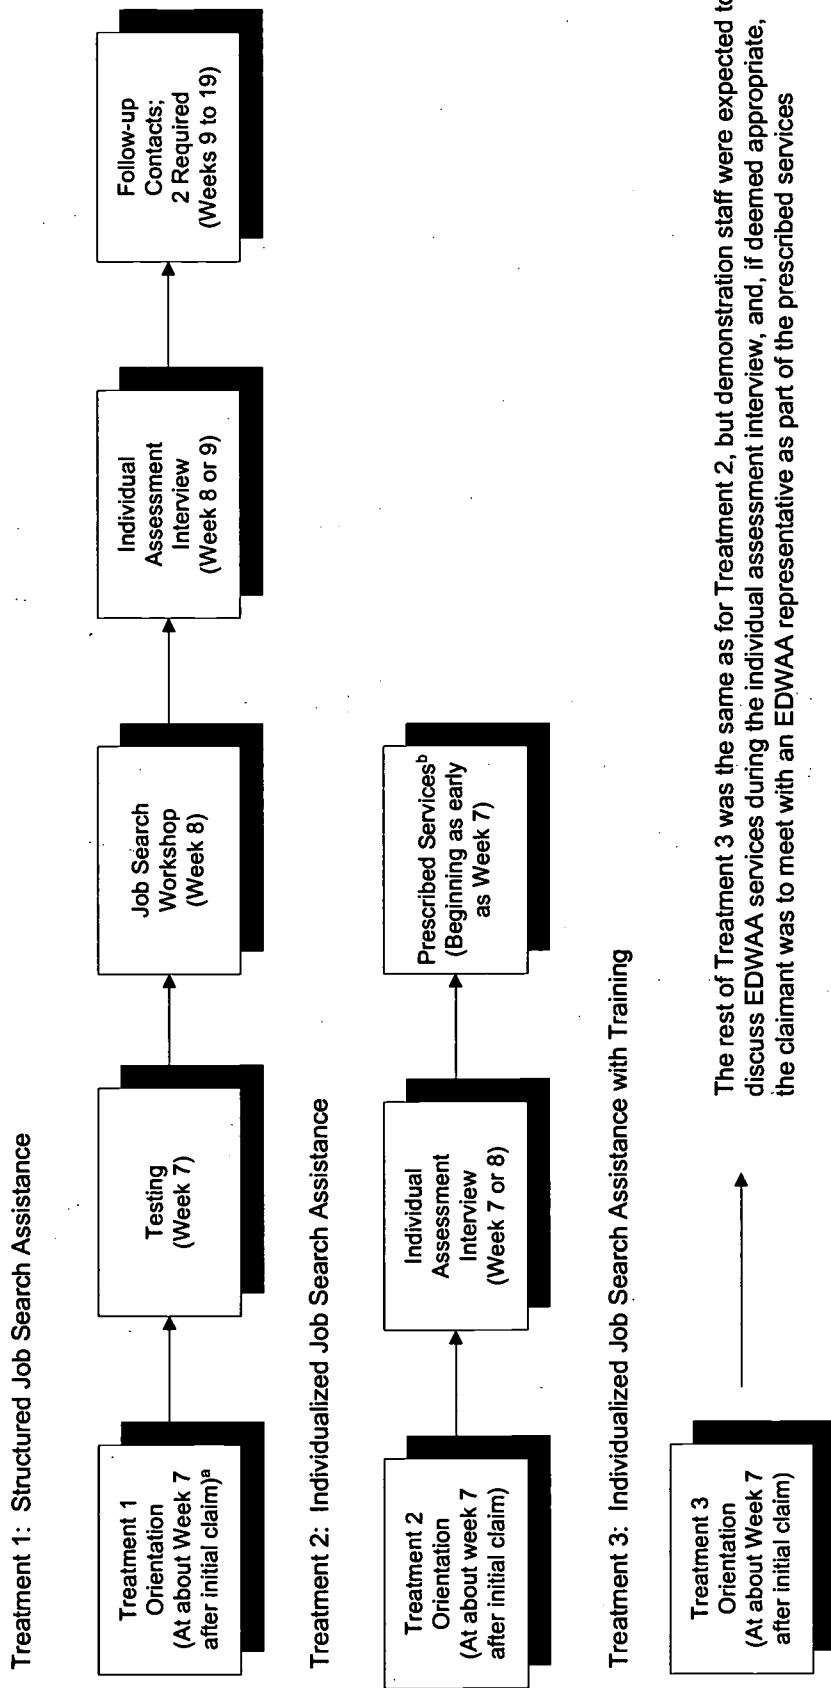 Treatment 1: Structured Job Search Assistance
Treatment 1
Orientation
(At about Week 7
after initial claim)a
Testing
(Week 7)
Job Search
Workshop
(Week 8)
Individual
Assessment
Interview
(Week 8 or 9)
Follow-up
Contacts;
2 Required
(Weeks 9 to 19)
Treatment 2: Individualized Job Search Assistance
Treatment 2
Orientation
(At about week 7
after initial claim)
Individual
Assessment
Interview
(Week 7 or 8)
Prescribed Servicesb
(Beginning as early
as Week 7)
Treatment 3: Individualized Job Search Assistance with Training
Treatment 3
Orientation
(At about Week 7
after initial claim)
The rest of Treatment 3 was the same as for Treatment 2, but demonstration staff were expected to
discuss EDWAA services during the individual assessment interview, and, if deemed appropriate,
the claimant was to meet with an EDWAA representative as part of the prescribed services